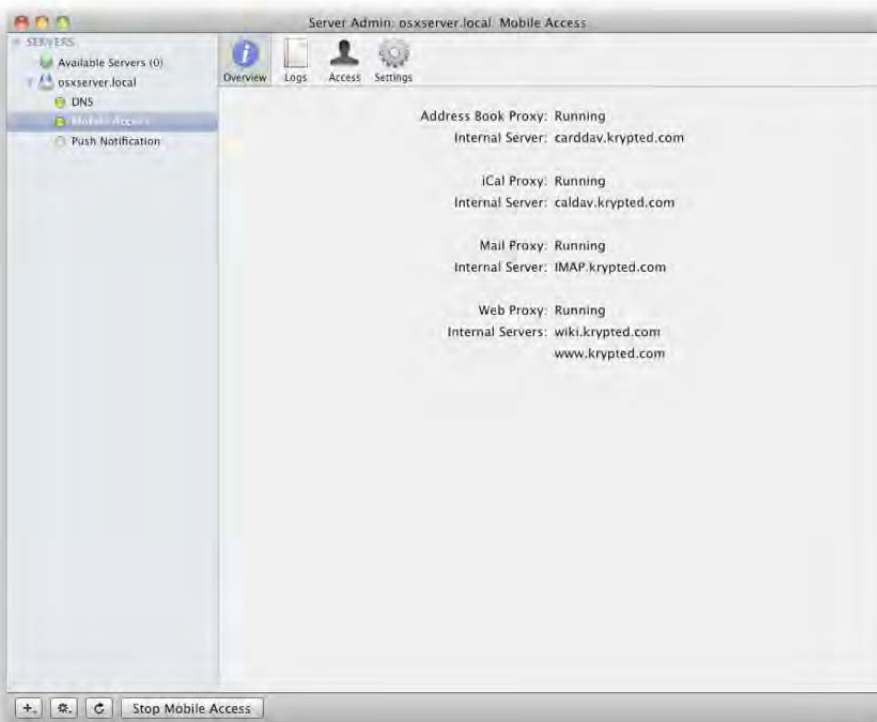 Server Admin: osxserver.local: Mobile Access
SERVERS
Available Servers (0)
osxserver.local
DNS
Mobile Access
Push Notification
Overview
Logs
Access
Settings
Address Book Proxy: Running
Internal Server: carddav.krypted.com
iCal Proxy: Running
Internal Server: caldav.krypted.com
Mail Proxy: Running
Internal Server: IMAP.krypted.com
Web Proxy: Running
Internal Servers: wiki.krypted.com
www.krypted.com
Stop Mobile Access